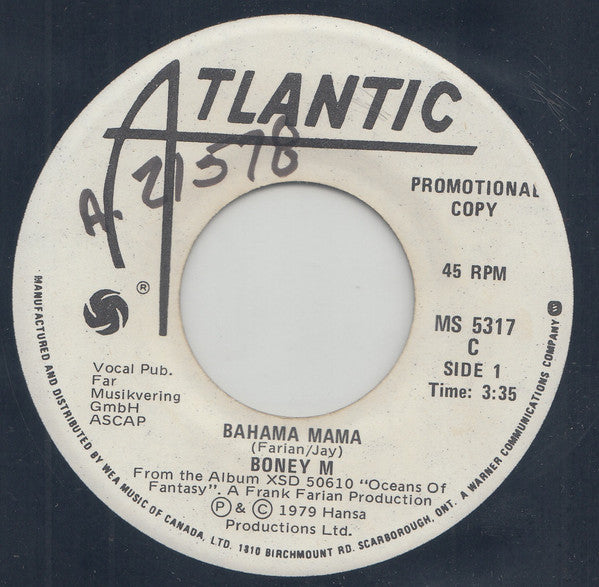 ATLANTIC
A. 21578
PROMOTIONAL
COPY
45 RPM
®
MS 5317
C
SIDE 1
Time: 3:35
Vocal Pub.
Far
Musikvering
GmbH
ASCAP
BAHAMA MAMA
(Farian/Jay)
BONEY M
From the Album XSD 50610 "Oceans Of
Fantasy". A Frank Farian Production
Ⓟ & © 1979 Hansa
Productions Ltd.
MANUFACTURED AND DISTRIBUTED BY WEA MUSIC OF CANADA, LTD. 1810 BIRCHMOUNT RD. SCARBOROUGH, ONT. A WARNER COMMUNICATIONS COMPANY